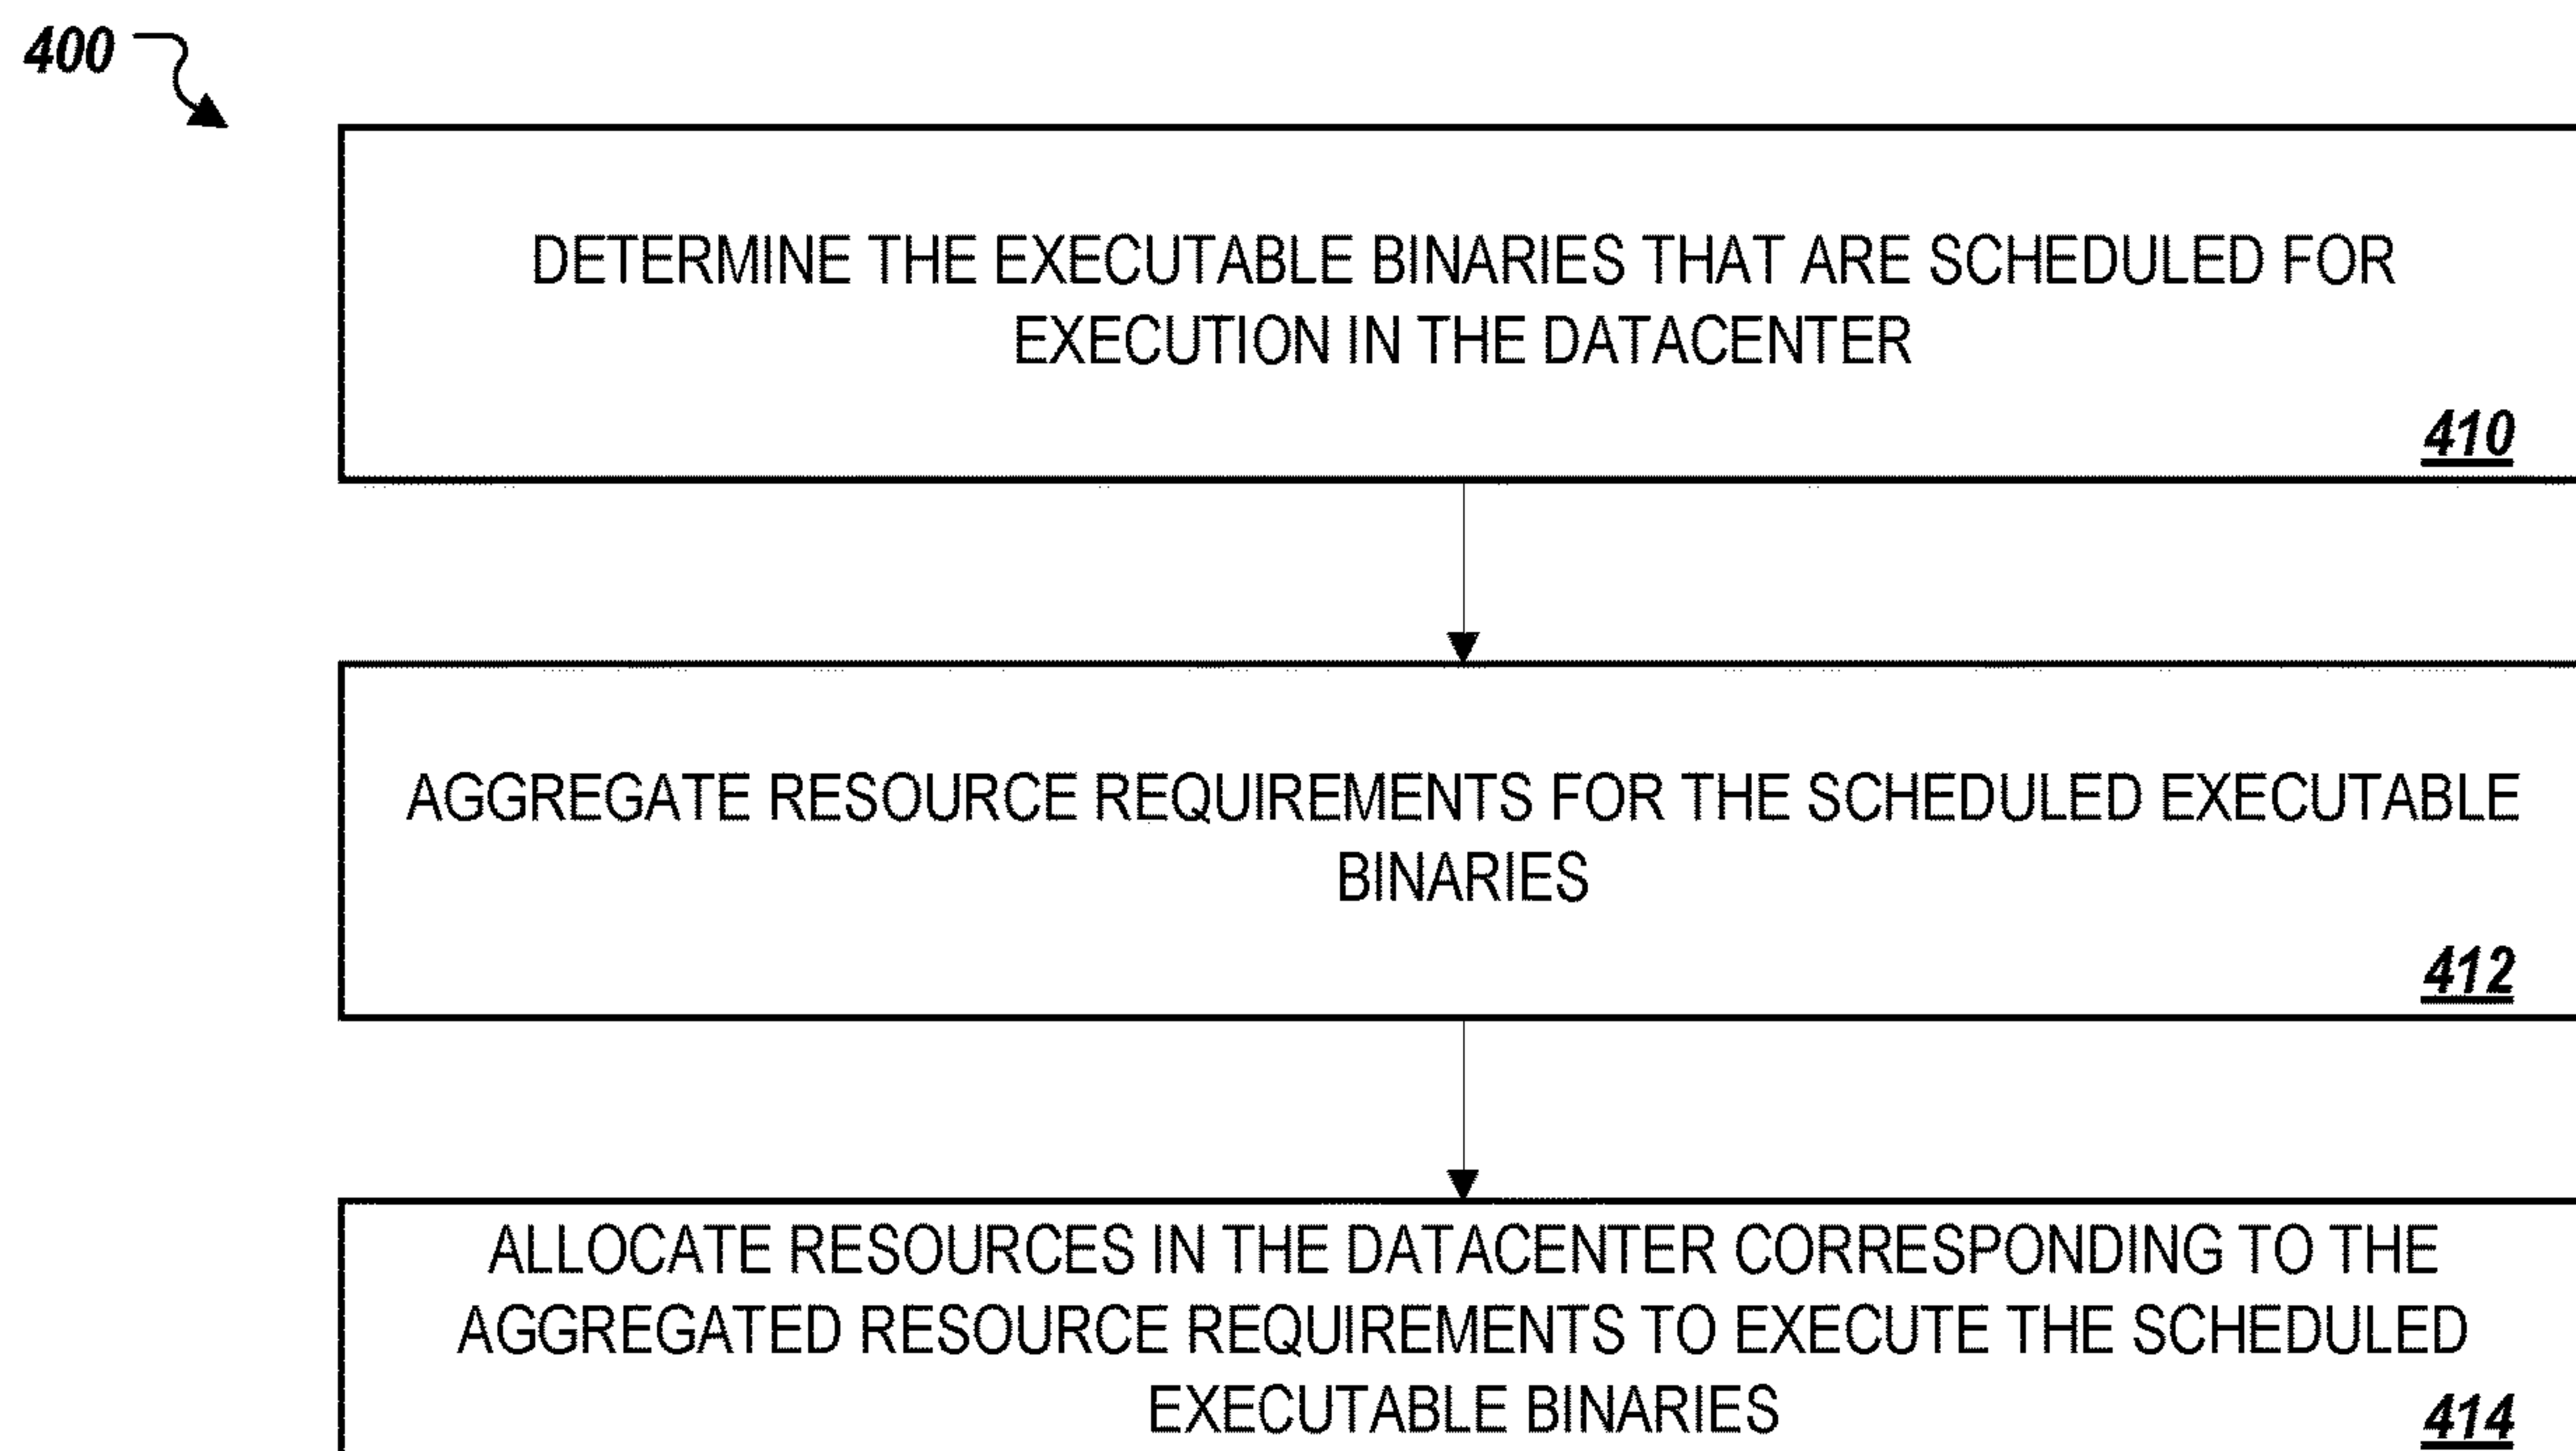 400
DETERMINE THE EXECUTABLE BINARIES THAT ARE SCHEDULED FOR
EXECUTION IN THE DATACENTER
410
AGGREGATE RESOURCE REQUIREMENTS FOR THE SCHEDULED EXECUTABLE
BINARIES
412
ALLOCATE RESOURCES IN THE DATACENTER CORRESPONDING TO THE
AGGREGATED RESOURCE REQUIREMENTS TO EXECUTE THE SCHEDULED
EXECUTABLE BINARIES
414